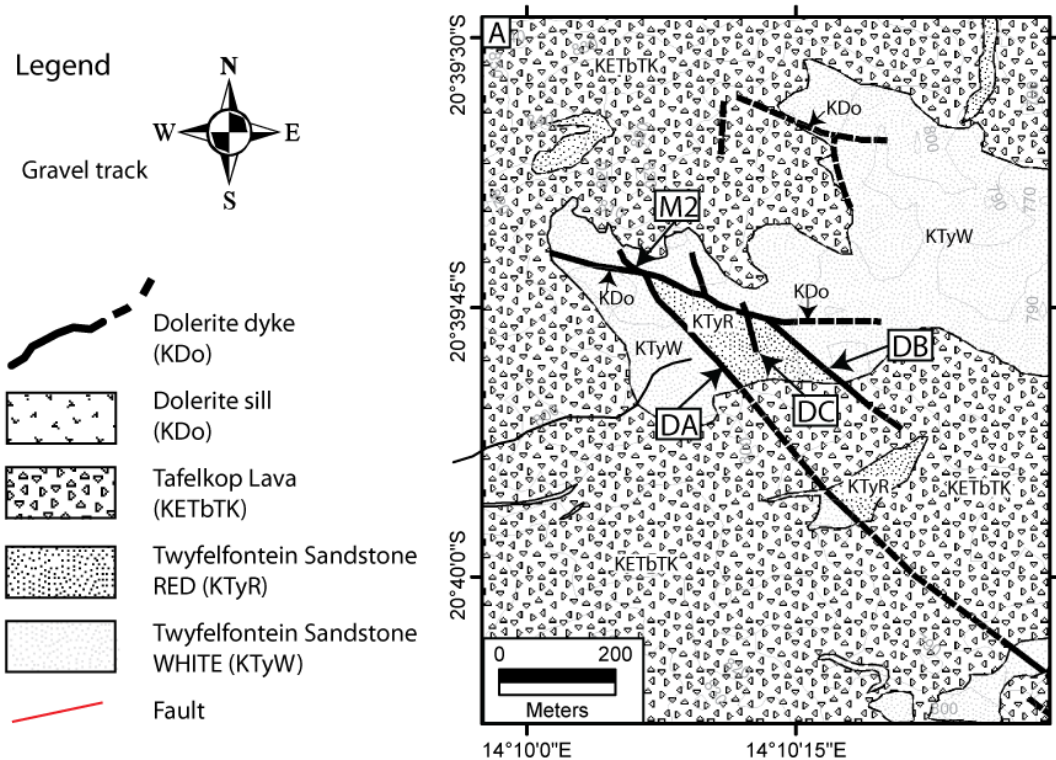 Legend
N
W
E
S
Gravel track
Dolerite dyke
(KDo)
Dolerite sill
(KDo)
Tafelkop Lava
(KETbTK)
Twyfelfontein Sandstone
RED (KTyR)
Twyfelfontein Sandstone
WHITE (KTyW)
Fault
A
20°39'30"S
20°39'45"S
20°40'0"S
14°10'0"E
14°10'15"E
KETbTK
KDo
800
790
770
KTyW
M2
KDo
KDo
790
KTyR
KTyW
DB
DA
DC
KTyR
KETbTK
KETbTK
0
200
Meters
800